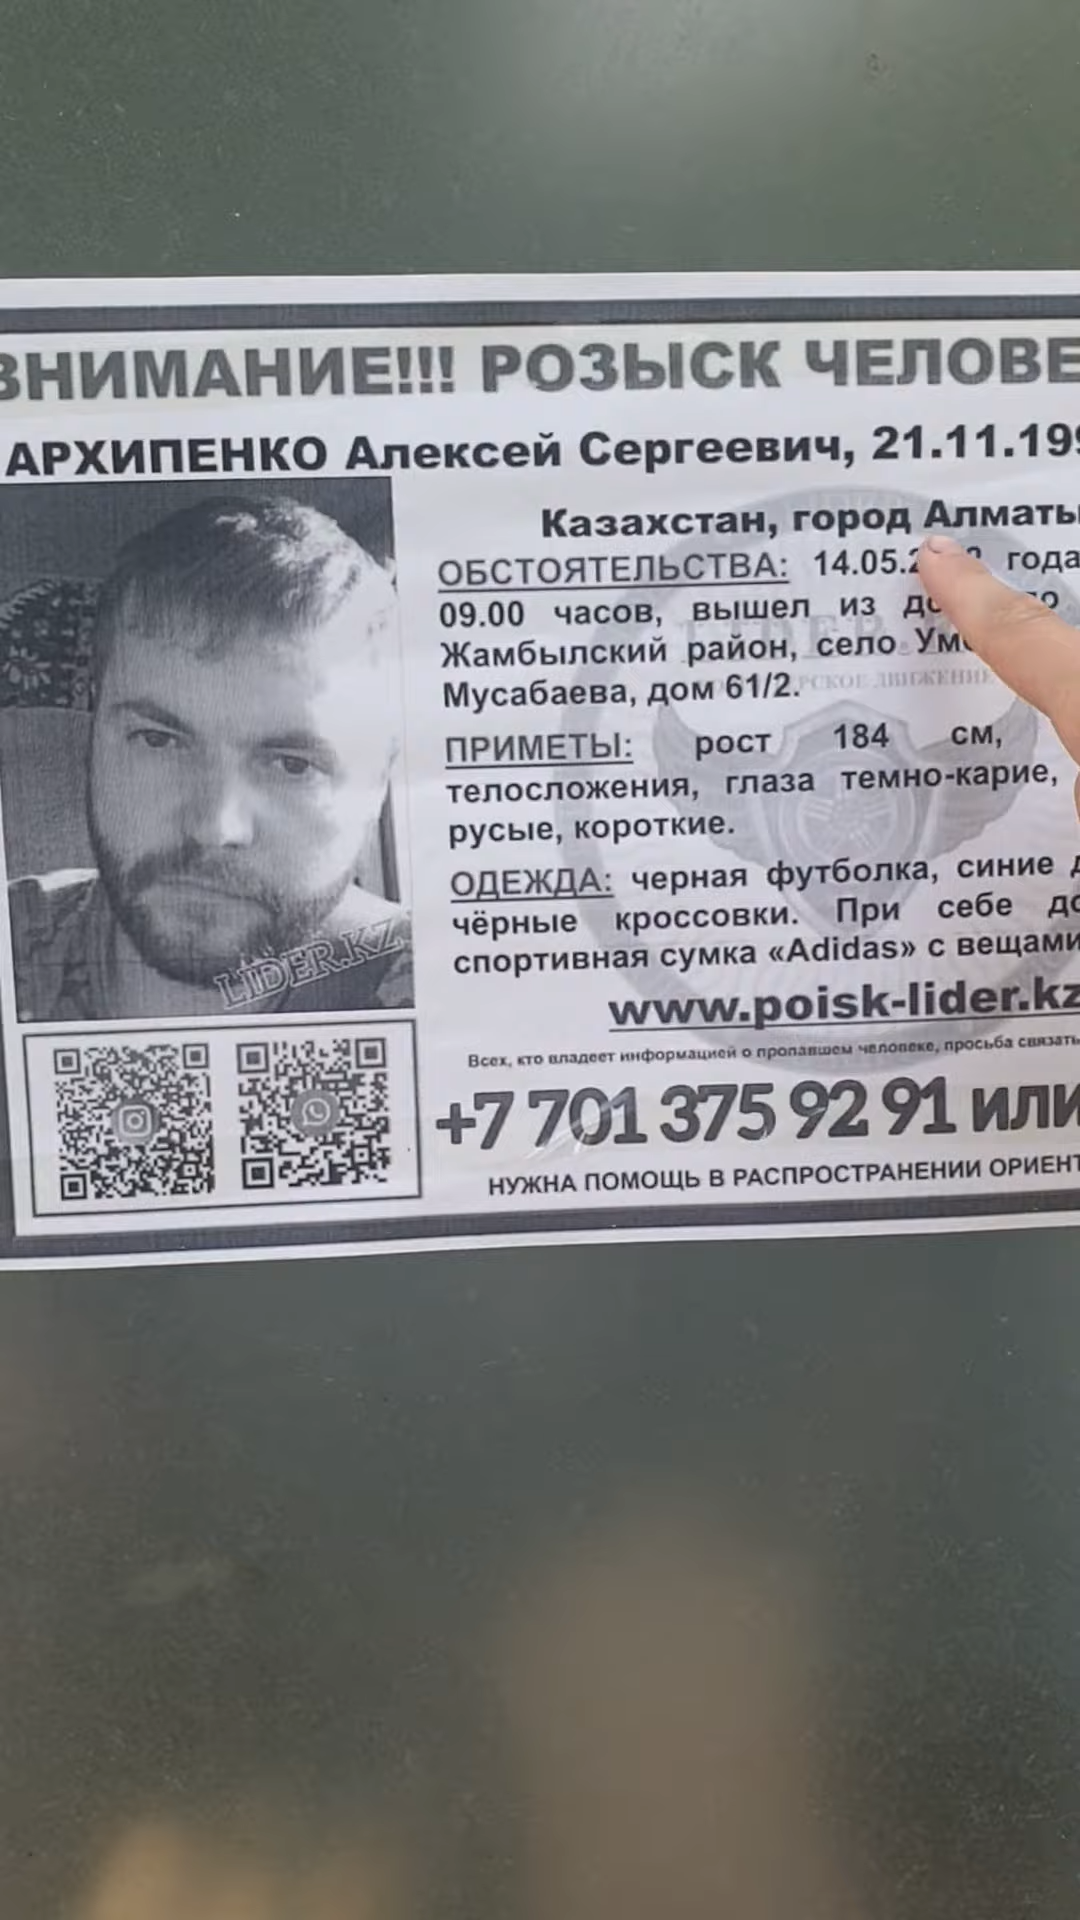 ВНИМАНИЕ!!! РОЗЫСК ЧЕЛОВЕ
АРХИПЕНКО Алексей Сергеевич, 21.11.199
Казахстан, город Алматы
ОБСТОЯТЕЛЬСТВА: 14.05. года
09.00 часов, вышел из
Жамбылский район, село
Мусабаева, дом 61/2.
ПРИМЕТЫ: рост 184 см,
телосложения, глаза темно-карие,
русые, короткие.
ОДЕЖДА: черная футболка, синие
чёрные кроссовки. При себе
спортивная сумка «Adidas» с вещами
www.poisk-lider.kz
Всех, кто владеет информацией о пропавшем человеке, просьба связать
+7 701 375 92 91 ИЛИ
НУЖНА ПОМОЩЬ В РАСПРОСТРАНЕНИИ ОРИЕНТ
LIDER.KZ